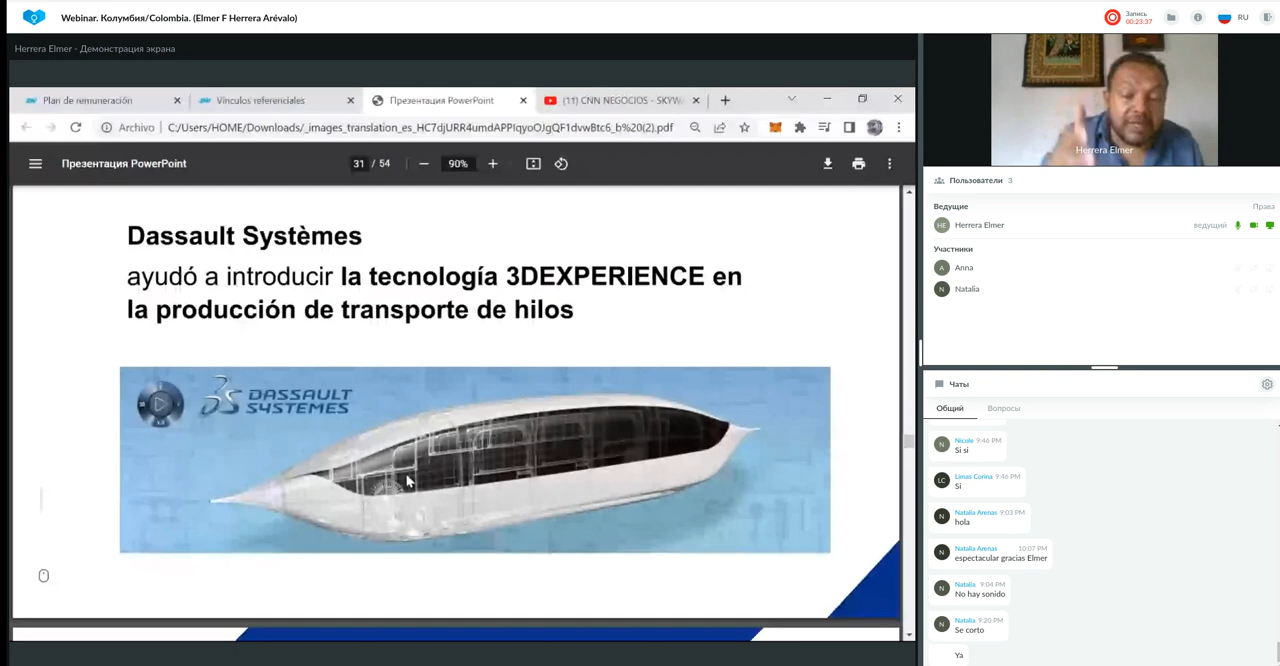 Webinar. Колумбия/Colombia. (Elmer F Herrera Arévalo)
Запись
00:23:37
RU
Herrera Elmer - Демонстрация экрана
Plan de remuneración
Vínculos referenciales
Презентация PowerPoint
(11) CNN NEGOCIOS - SKYW
Archivo
C:/Users/HOME/Downloads/_images_translation_es_HC7djURR4umdAPPIqyoOJgQF1dvwBtc6_b%20(2).pdf
Презентация PowerPoint
31 / 54
90%
Dassault Systèmes
ayudó a introducir la tecnología 3DEXPERIENCE en
la producción de transporte de hilos
DASSAULT
SYSTEMES
Herrera Elmer
Пользователи 3
Ведущие
Права
HE
Herrera Elmer
ведущий
Участники
A
Anna
N
Natalia
Чаты
Общий
Вопросы
N
Nicole 9:46 PM
Si si
LC
Limas Corina 9:46 PM
Si
N
Natalia Arenas 9:03 PM
hola
N
Natalia Arenas 10:07 PM
espectacular gracias Elmer
N
Natalia 9:04 PM
No hay sonido
N
Natalia 9:20 PM
Se corto
Ya